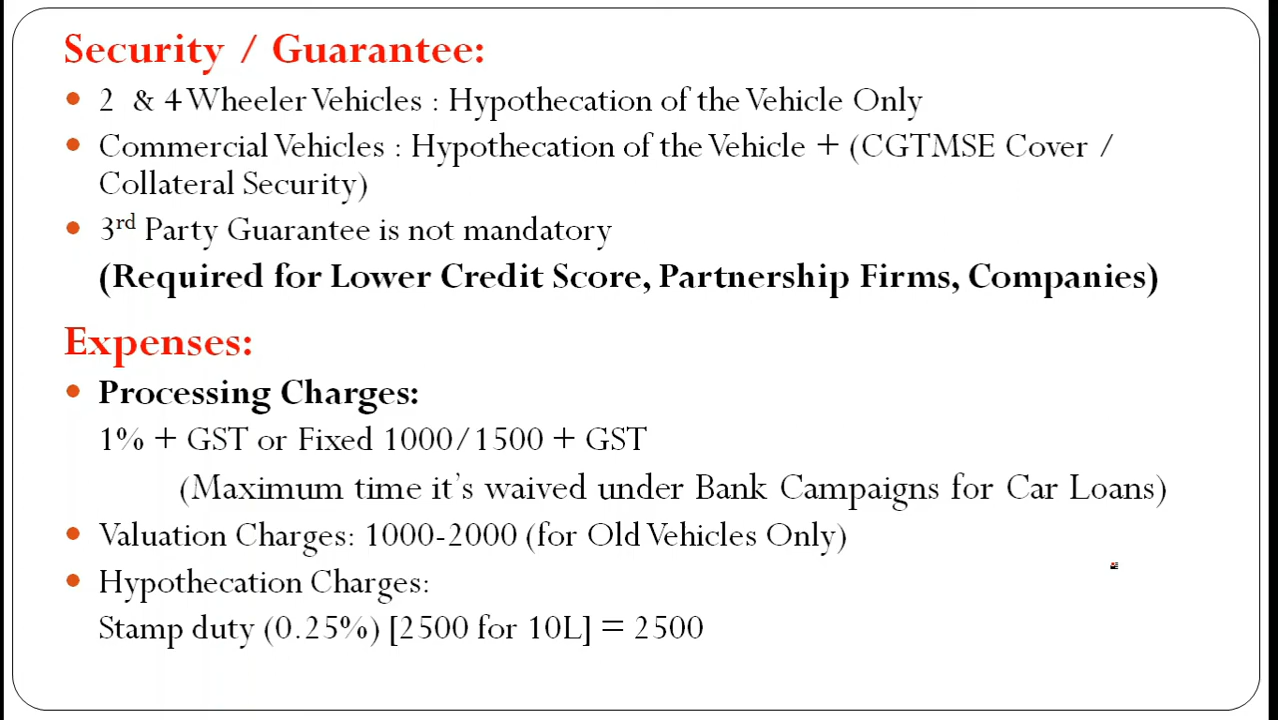 Security / Guarantee:
• 2 & 4 Wheeler Vehicles : Hypothecation of the Vehicle Only
• Commercial Vehicles : Hypothecation of the Vehicle + (CGTMSE Cover /
Collateral Security)
• 3rd Party Guarantee is not mandatory
(Required for Lower Credit Score, Partnership Firms, Companies)
Expenses:
• Processing Charges:
1% + GST or Fixed 1000/1500 + GST
(Maximum time it's waived under Bank Campaigns for Car Loans)
• Valuation Charges: 1000-2000 (for Old Vehicles Only)
• Hypothecation Charges:
Stamp duty (0.25%) [2500 for 10L] = 2500